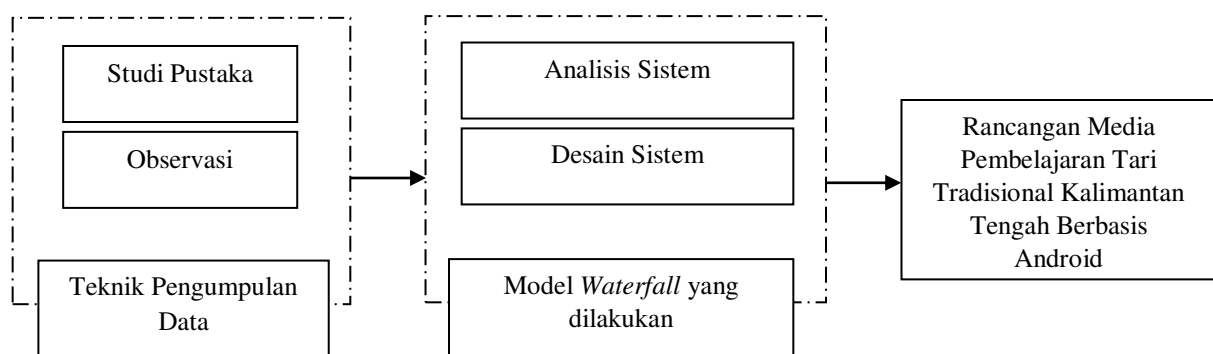 Studi Pustaka
Observasi
Teknik Pengumpulan
Data
Analisis Sistem
Desain Sistem
Model Waterfall yang
dilakukan
Rancangan Media
Pembelajaran Tari
Tradisional Kalimantan
Tengah Berbasis
Android